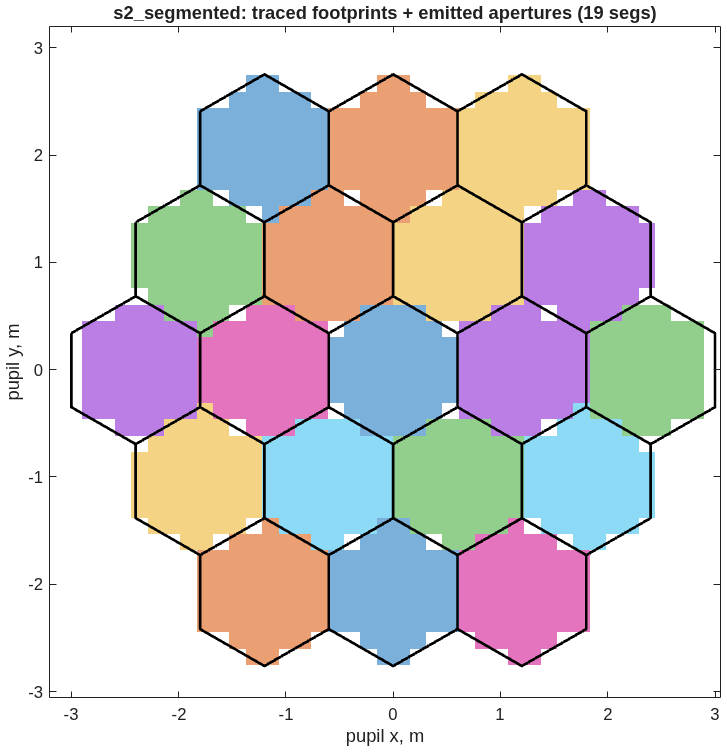 s2_segmented: traced footprints + emitted apertures (19 segs)
3
2
1
0
-1
-2
-3
pupil y, m
-3 -2 -1 0 1 2 3
pupil x, m